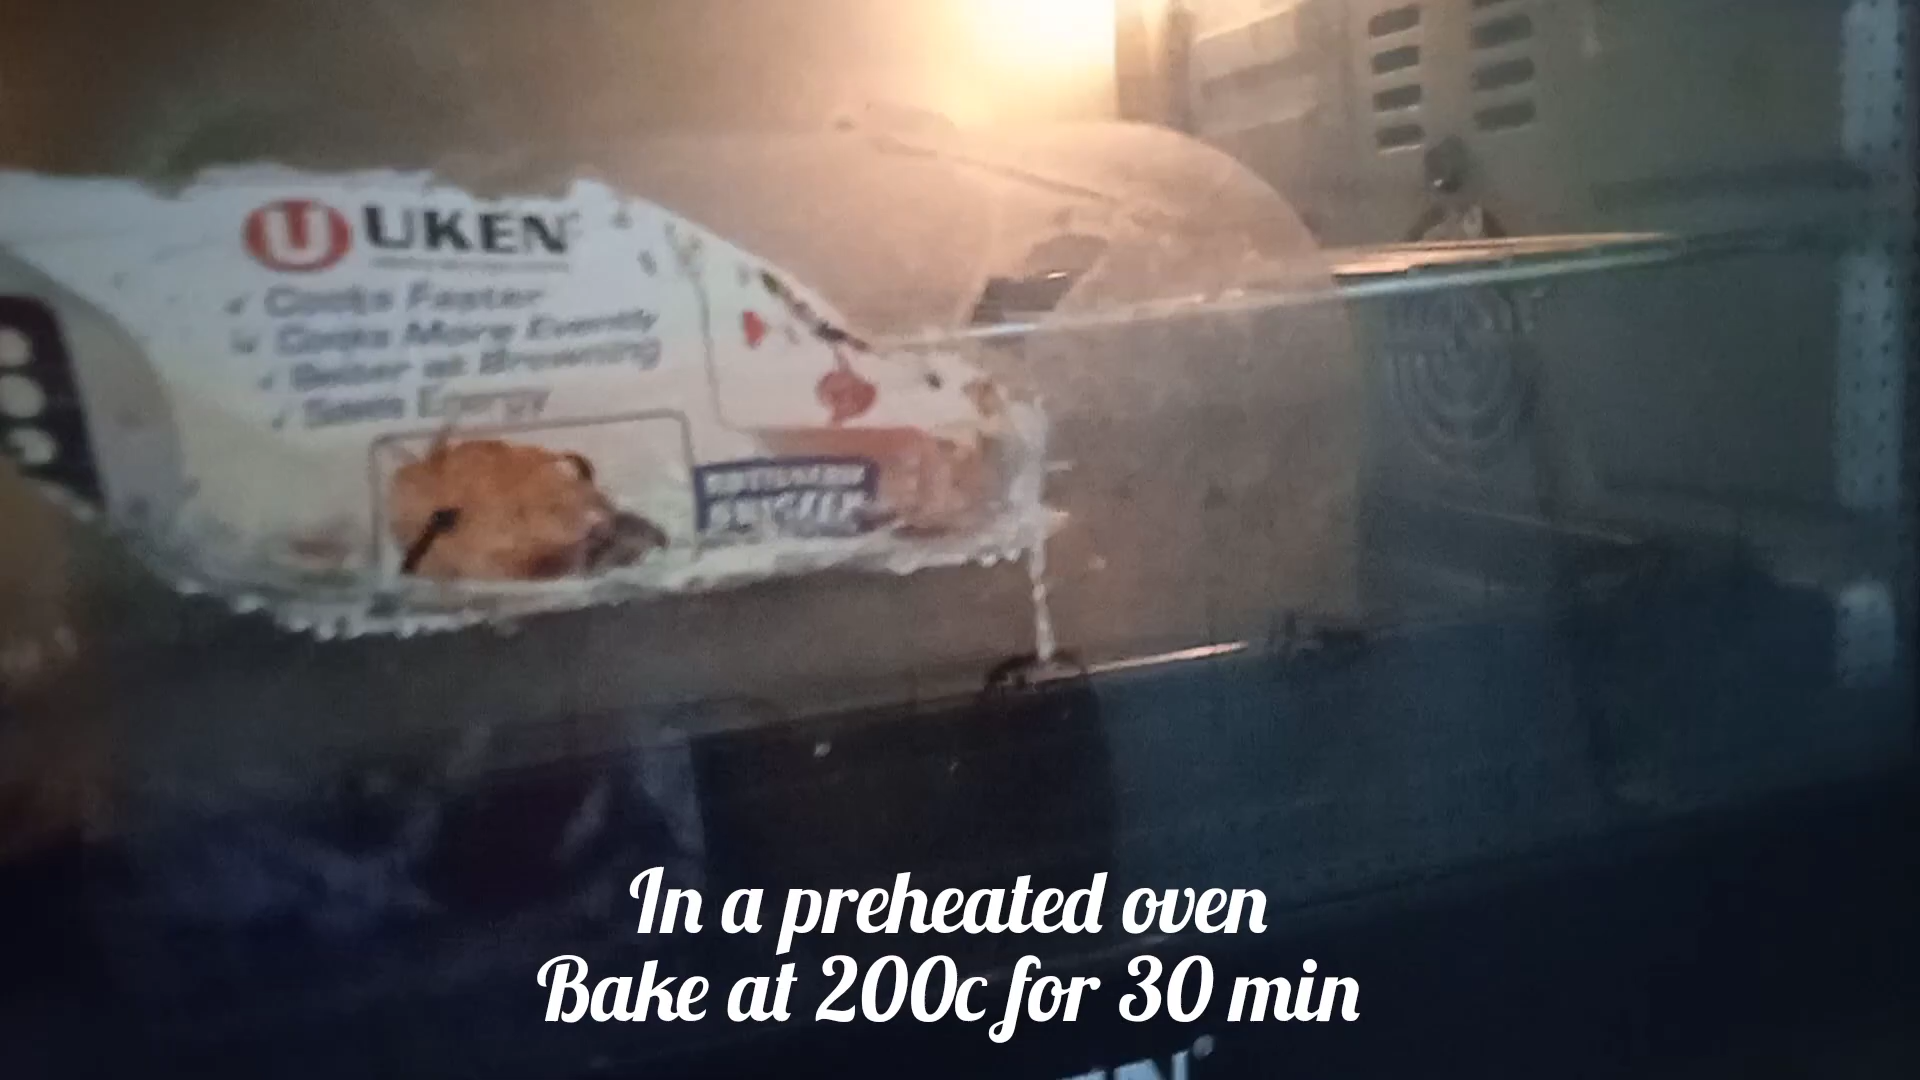 UKEN
Cooks Faster
Cooks More Evently
Better at Browning
Saves Energy
In a preheated oven
Bake at 200c for 30 min